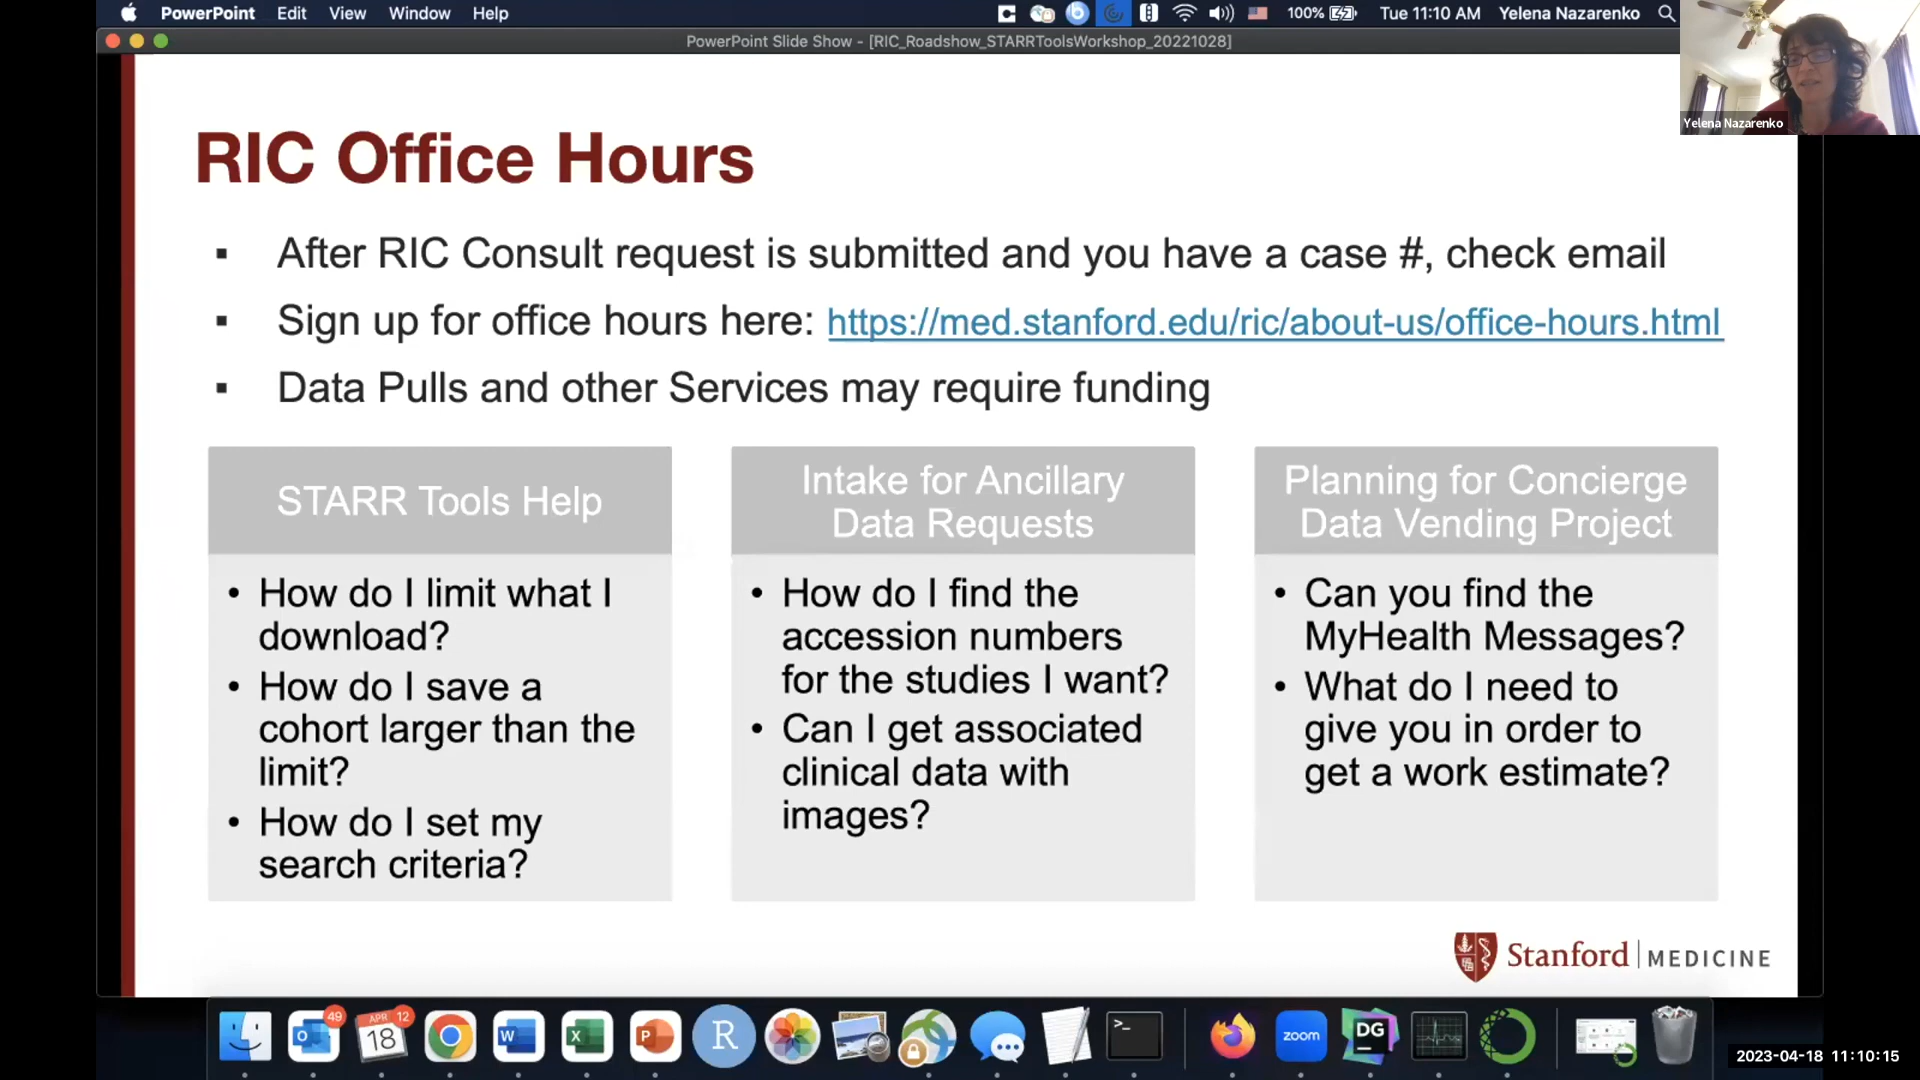 PowerPoint Edit View Window Help 100% Tue 11:10 AM Yelena Nazarenko
PowerPoint Slide Show - [RIC_Roadshow_STARRToolsWorkshop_20221028]
Yelena Nazarenko
RIC Office Hours
▪ After RIC Consult request is submitted and you have a case #, check email
▪ Sign up for office hours here: https://med.stanford.edu/ric/about-us/office-hours.html
▪ Data Pulls and other Services may require funding
STARR Tools Help
• How do I limit what I
download?
• How do I save a
cohort larger than the
limit?
• How do I set my
search criteria?
Intake for Ancillary
Data Requests
• How do I find the
accession numbers
for the studies I want?
• Can I get associated
clinical data with
images?
Planning for Concierge
Data Vending Project
• Can you find the
MyHealth Messages?
• What do I need to
give you in order to
get a work estimate?
Stanford | MEDICINE
49
APR 12
18
O
W
X
P
R
>_
zoom
DG
2023-04-18 11:10:15